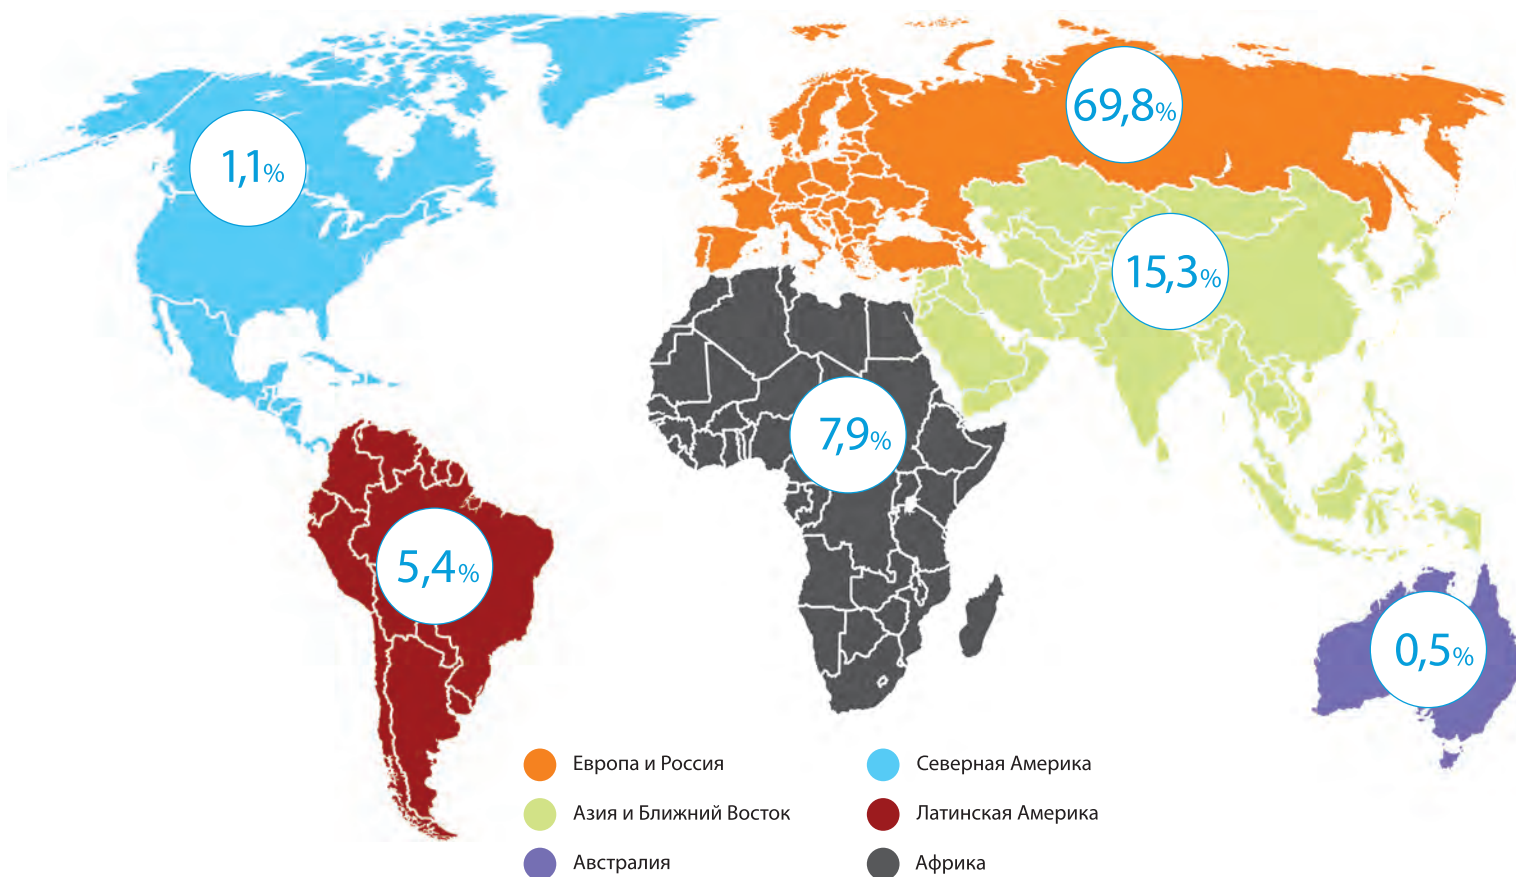 69,8%
1,1%
15,3%
7,9%
5,4%
0,5%
Европа и Россия
Северная Америка
Азия и Ближний Восток
Латинская Америка
Австралия
Африка